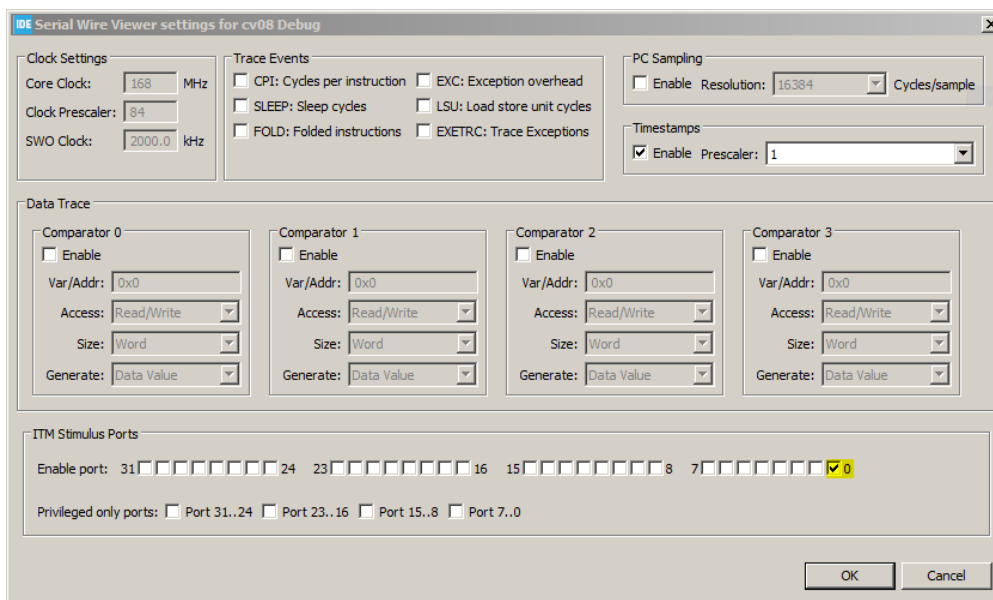 IDE Serial Wire Viewer settings for cv08 Debug
Clock Settings
Core Clock: 168 MHz
Clock Prescaler: 84
SWO Clock: 2000.0 kHz
Trace Events
CPI: Cycles per instruction EXC: Exception overhead
SLEEP: Sleep cycles LSU: Load store unit cycles
FOLD: Folded instructions EXETRC: Trace Exceptions
PC Sampling
Enable Resolution: 16384 Cycles/sample
Timestamps
Enable Prescaler: 1
Data Trace
Comparator 0
Enable
Var/Addr: 0x0
Access: Read/Write
Size: Word
Generate: Data Value
Comparator 1
Enable
Var/Addr: 0x0
Access: Read/Write
Size: Word
Generate: Data Value
Comparator 2
Enable
Var/Addr: 0x0
Access: Read/Write
Size: Word
Generate: Data Value
Comparator 3
Enable
Var/Addr: 0x0
Access: Read/Write
Size: Word
Generate: Data Value
ITM Stimulus Ports
Enable port: 31 24 23 16 15 8 7 0
Privileged only ports: Port 31..24 Port 23..16 Port 15..8 Port 7..0
OK Cancel